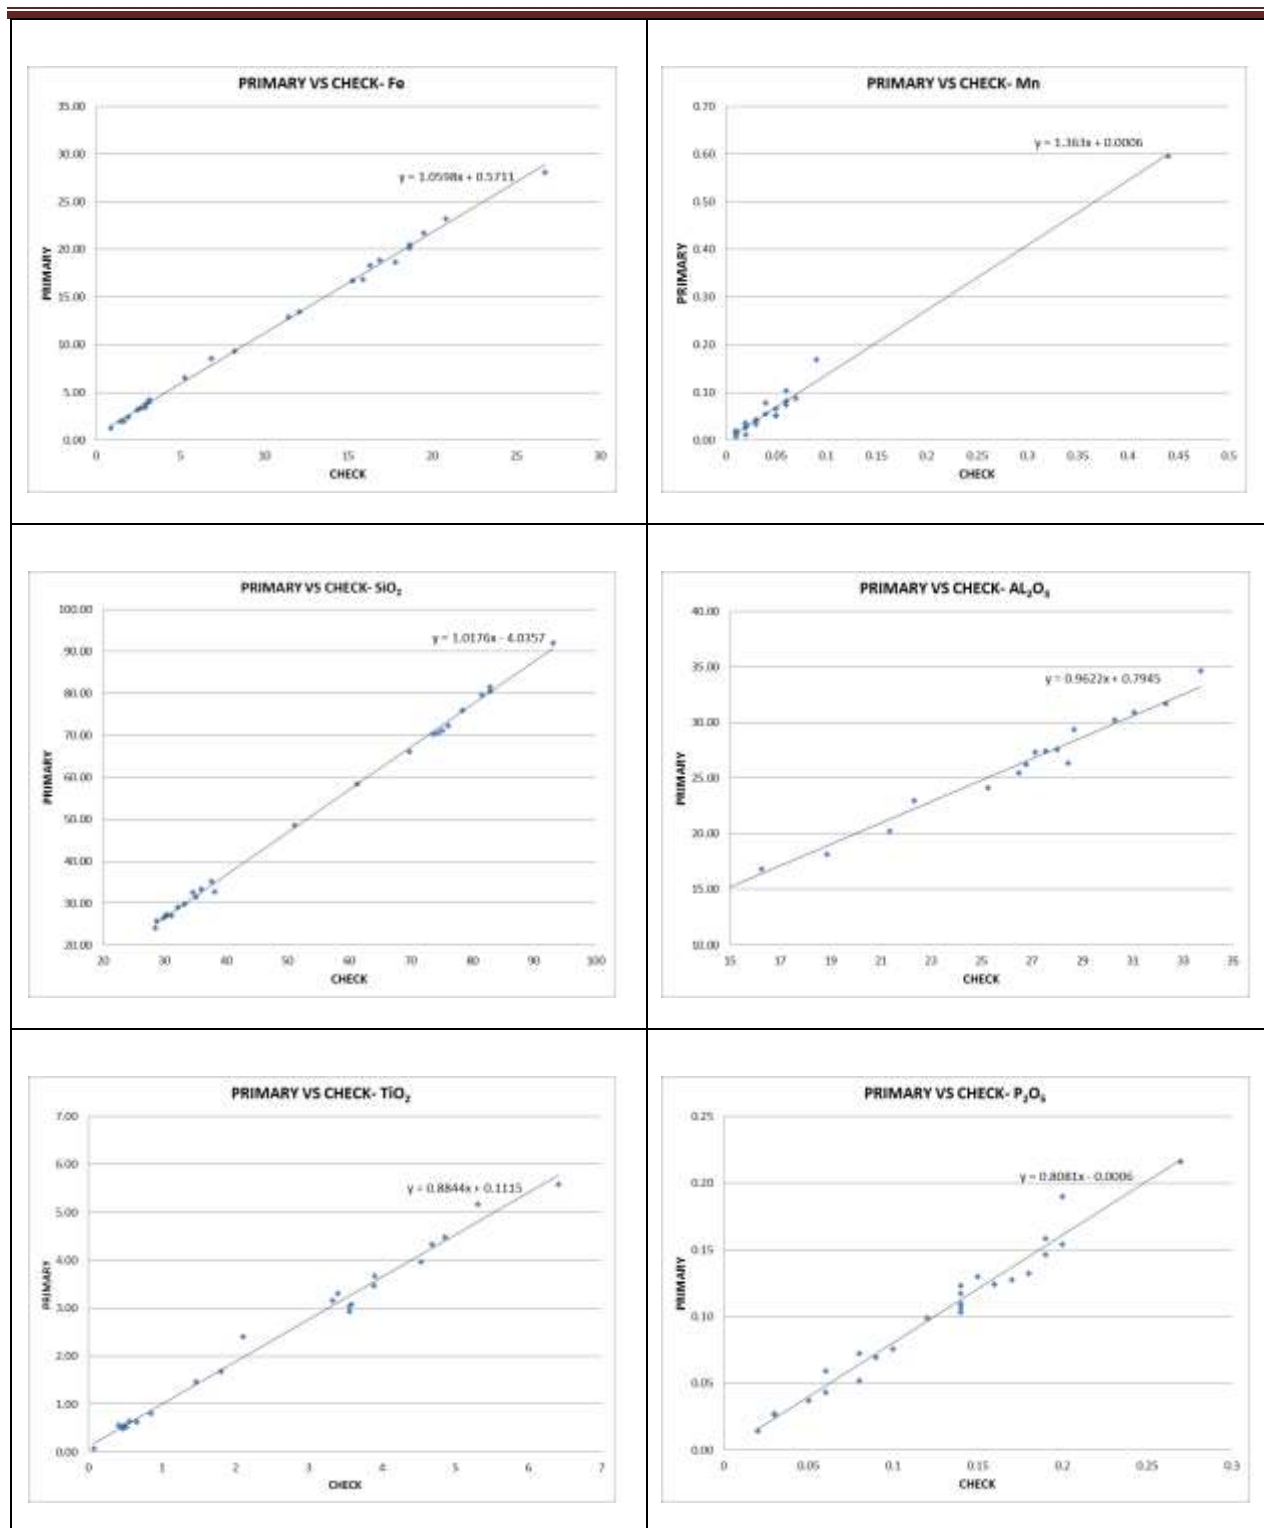 PRIMARY VS CHECK- Fe
35.00
30.00
25.00
20.00
15.00
10.00
5.00
0.00
PRIMARY
y = 1.0598x + 0.5711
0 5 10 15 20 25 30
CHECK
PRIMARY VS CHECK- Mn
0.70
0.60
0.50
0.40
0.30
0.20
0.10
0.00
PRIMARY
y = 1.363x + 0.0006
0 0.05 0.1 0.15 0.2 0.25 0.3 0.35 0.4 0.45 0.5
CHECK
PRIMARY VS CHECK- SiO₂
100.00
90.00
80.00
70.00
60.00
50.00
40.00
30.00
20.00
PRIMARY
y = 1.0176x - 4.0357
20 30 40 50 60 70 80 90 100
CHECK
PRIMARY VS CHECK- AL₂O₃
40.00
35.00
30.00
25.00
20.00
15.00
10.00
PRIMARY
y = 0.9622x + 0.7945
15 17 19 21 23 25 27 29 31 33 35
CHECK
PRIMARY VS CHECK- TiO₂
7.00
6.00
5.00
4.00
3.00
2.00
1.00
0.00
PRIMARY
y = 0.8844x + 0.1115
0 1 2 3 4 5 6 7
CHECK
PRIMARY VS CHECK- P₂O₅
0.25
0.20
0.15
0.10
0.05
0.00
PRIMARY
y = 0.8081x - 0.0006
0 0.05 0.1 0.15 0.2 0.25 0.3
CHECK